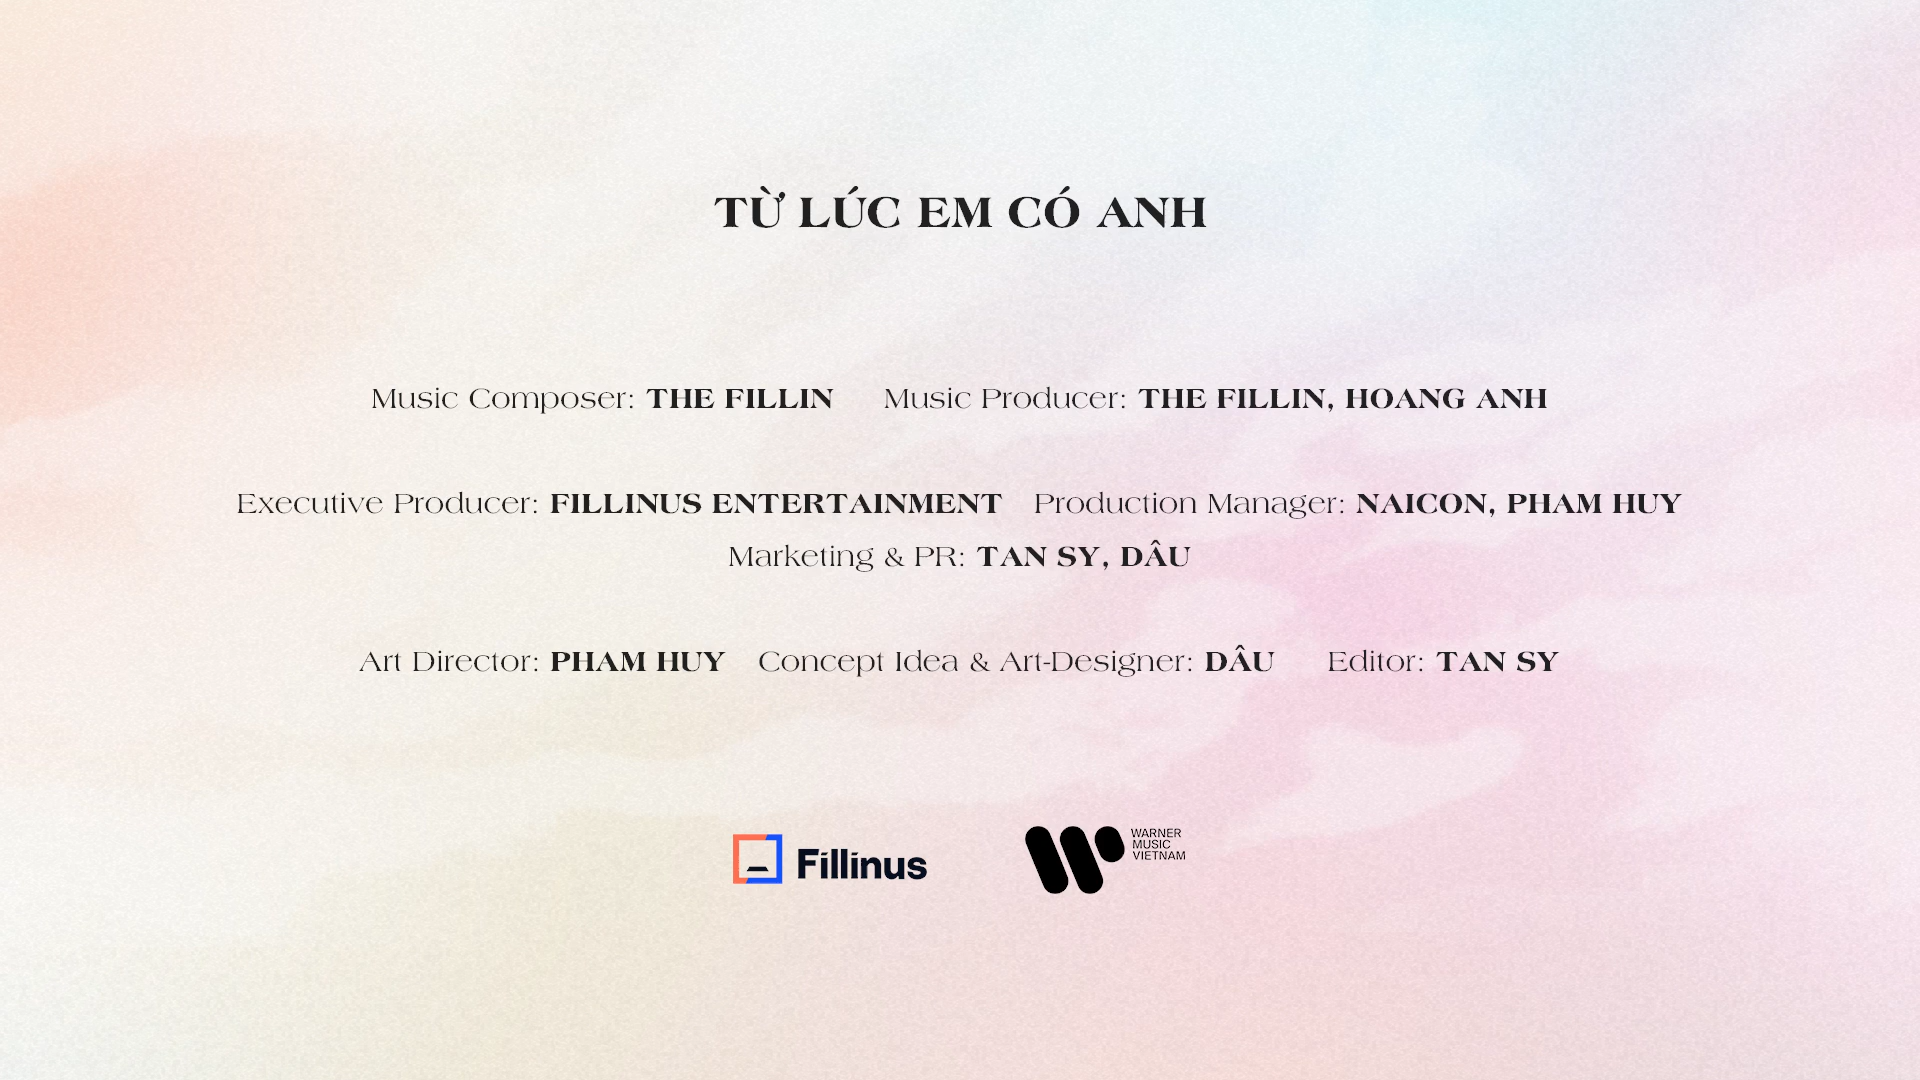 TỪ LÚC EM CÓ ANH
Music Composer: THE FILLIN Music Producer: THE FILLIN, HOANG ANH
Executive Producer: FILLINUS ENTERTAINMENT Production Manager: NAICON, PHAM HUY
Marketing & PR: TAN SY, DÂU
Art Director: PHAM HUY Concept Idea & Art-Designer: DÂU Editor: TAN SY
Fillinus
WARNER
MUSIC
VIETNAM